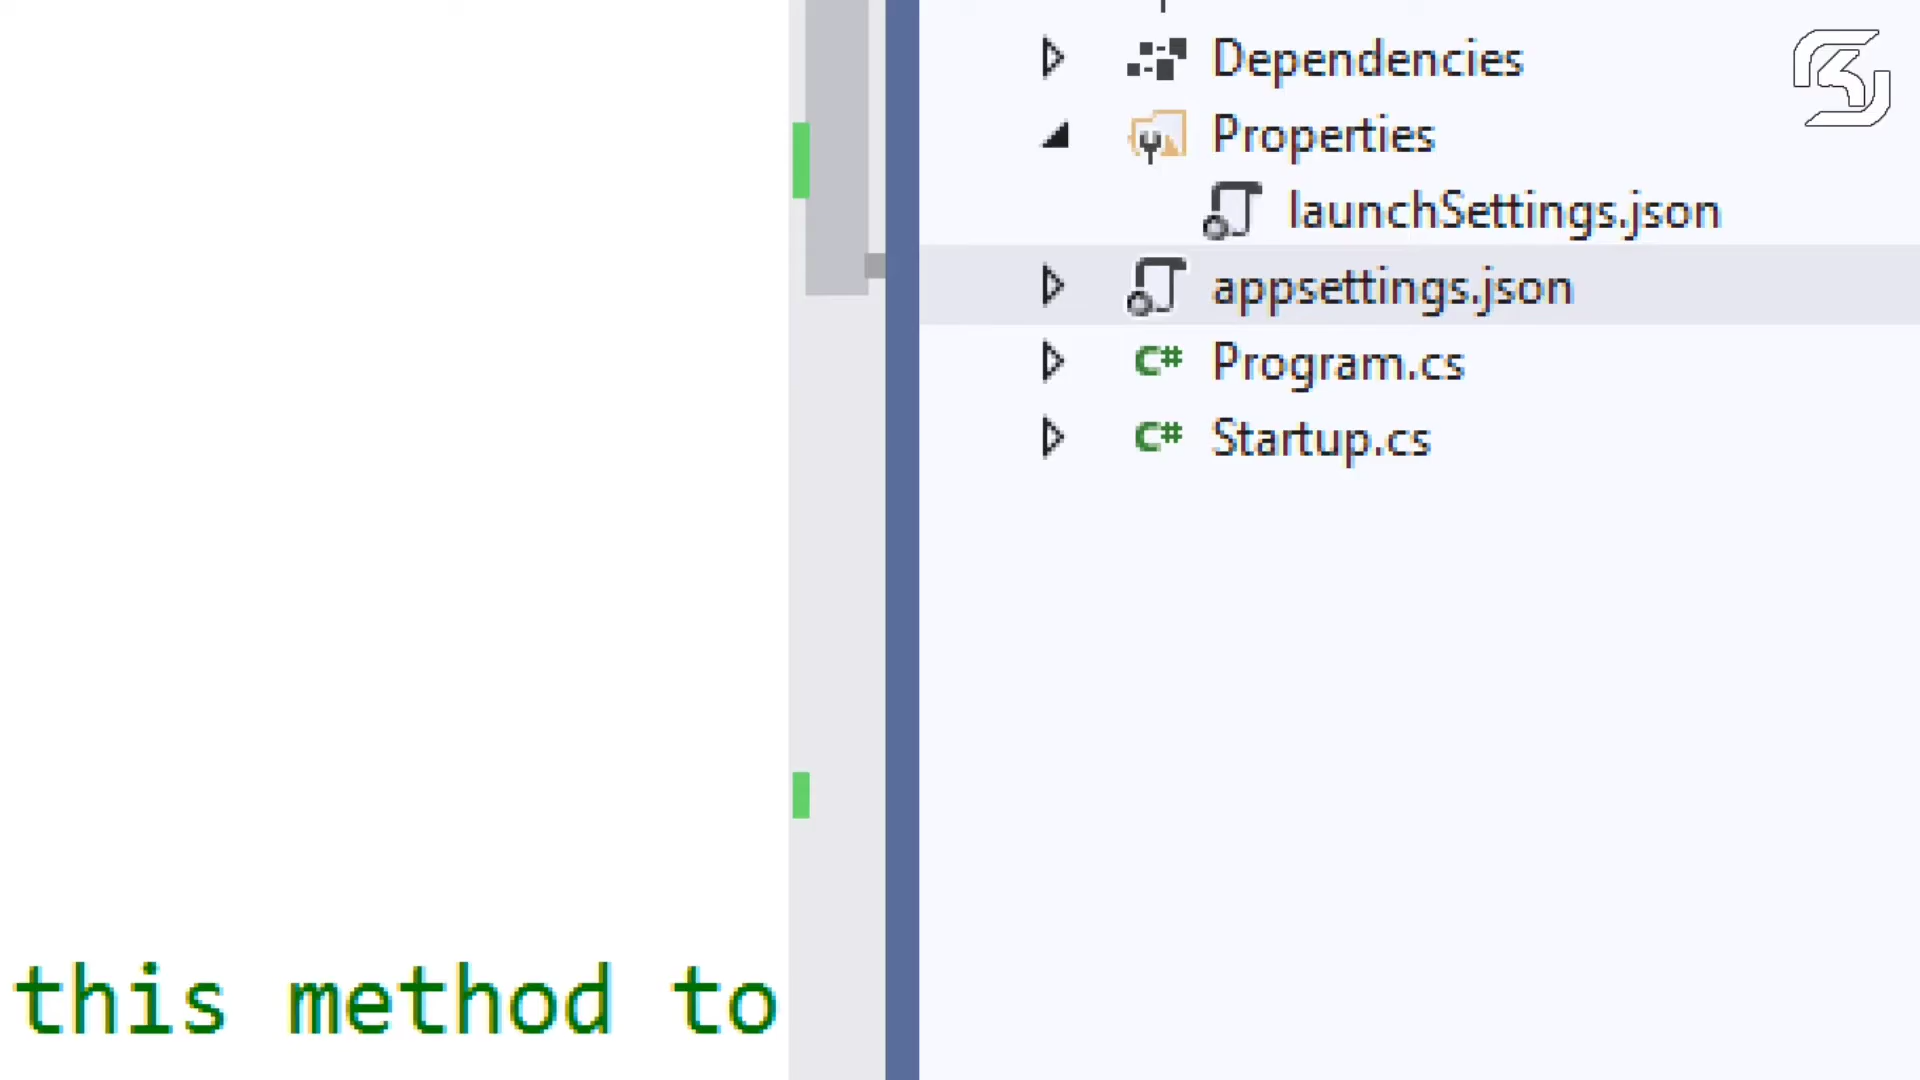 Dependencies
Properties
launchSettings.json
appsettings.json
C# Program.cs
C# Startup.cs
this method to